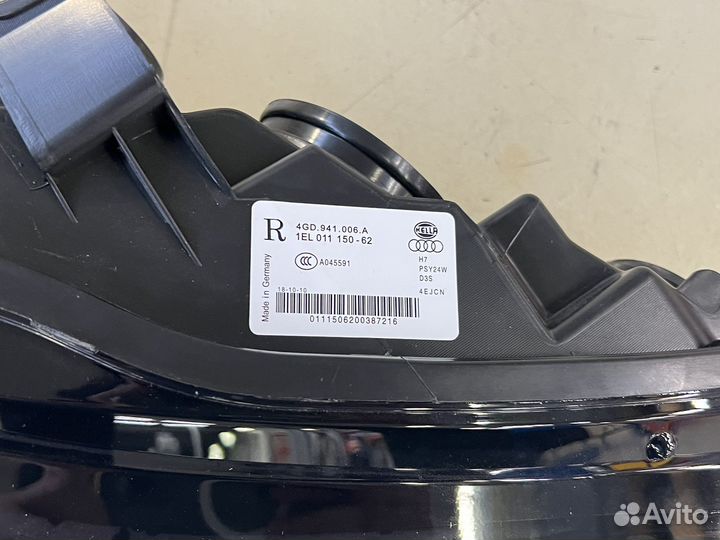 R
4GD.941.006.A
1EL 011 150-62
HELLA
Made in Germany
CCC
A045591
H7
PSY24W
D3S
4EJCN
18-10-10
0111506200387216
Avito